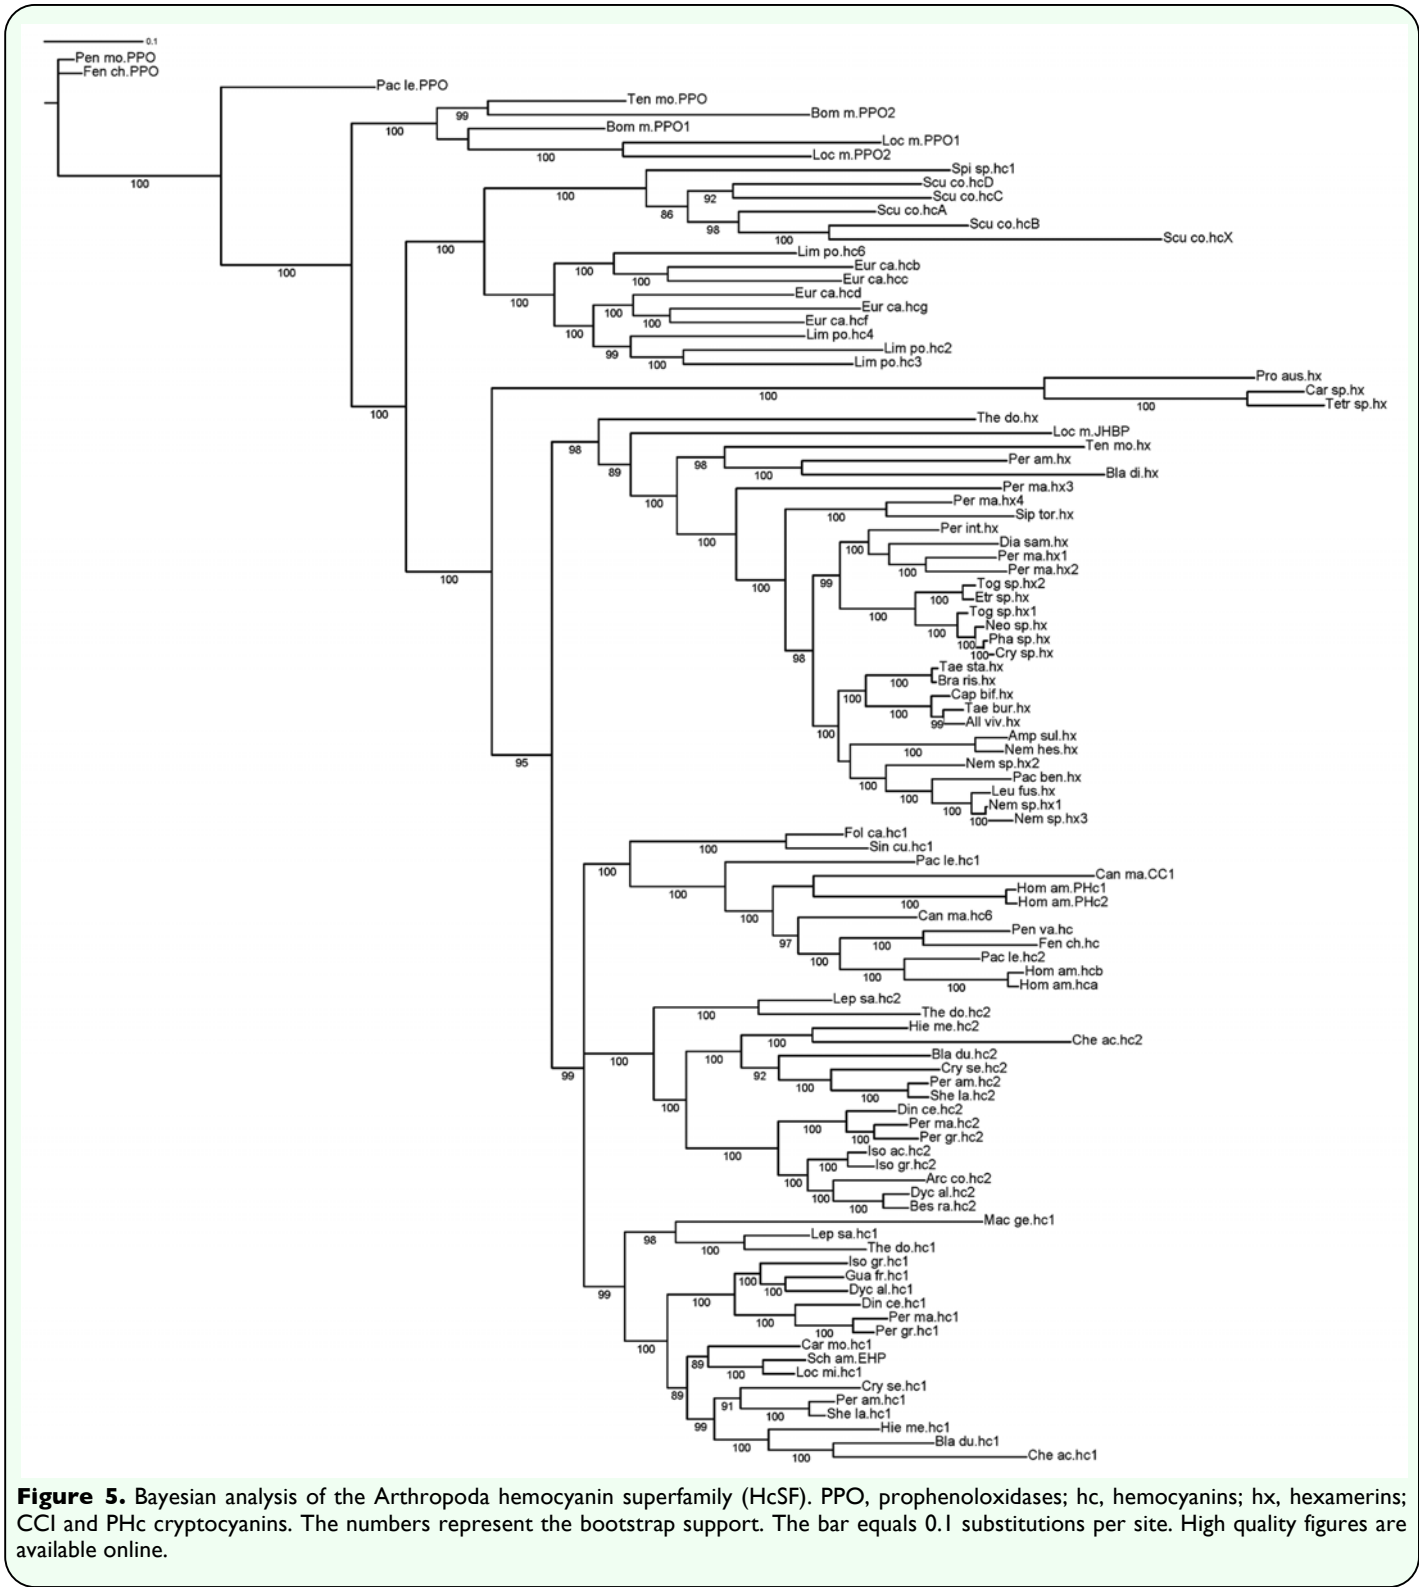 0.1
Pen mo.PPO
Fen ch.PPO
Pac le.PPO
Ten mo.PPO
99
Bom m.PPO2
100
Bom m.PPO1
Loc m.PPO1
100
Loc m.PPO2
Spi sp.hc1
100
Scu co.hcD
100
92
Scu co.hcC
86
Scu co.hcA
98
Scu co.hcB
100
Scu co.hcX
100
Lim po.hc6
100
Eur ca.hcb
100
100
Eur ca.hcc
Eur ca.hcd
100
100
Eur ca.hcg
100
Eur ca.hcf
100
Lim po.hc4
99
Lim po.hc2
100
Lim po.hc3
Pro aus.hx
100
Car sp.hx
100
Tetr sp.hx
100
The do.hx
Loc m.JHBP
98
Ten mo.hx
98
Per am.hx
89
100
Bla di.hx
Per ma.hx3
100
Per ma.hx4
100
Sip tor.hx
Per int.hx
100
Dia sam.hx
100
Per ma.hx1
100
Per ma.hx2
100
100
99
Tog sp.hx2
100
Etr sp.hx
100
Tog sp.hx1
100
Neo sp.hx
100
Pha sp.hx
100
Cry sp.hx
98
Tae sta.hx
100
Bra ris.hx
100
Cap bif.hx
100
Tae bur.hx
99
All viv.hx
100
Amp sul.hx
100
Nem hes.hx
95
Nem sp.hx2
100
Pac ben.hx
100
Leu fus.hx
100
Nem sp.hx1
100
Nem sp.hx3
Fol ca.hc1
100
Sin cu.hc1
Pac le.hc1
100
Can ma.CC1
100
Hom am.PHc1
100
Hom am.PHc2
100
Can ma.hc6
97
Pen va.hc
100
Fen ch.hc
100
Pac le.hc2
100
Hom am.hcb
100
Hom am.hca
Lep sa.hc2
100
The do.hc2
Hie me.hc2
100
Che ac.hc2
100
100
Bla du.hc2
99
92
Cry se.hc2
100
Per am.hc2
100
She la.hc2
100
Din ce.hc2
100
Per ma.hc2
100
Per gr.hc2
100
Iso ac.hc2
100
Iso gr.hc2
100
Arc co.hc2
100
Dyc al.hc2
100
Bes ra.hc2
Mac ge.hc1
98
Lep sa.hc1
100
The do.hc1
Iso gr.hc1
100
Gua fr.hc1
100
Dyc al.hc1
99
100
Din ce.hc1
100
Per ma.hc1
100
Per gr.hc1
100
Car mo.hc1
89
Sch am.EHP
100
Loc mi.hc1
89
Cry se.hc1
91
Per am.hc1
100
She la.hc1
99
Hie me.hc1
100
Bla du.hc1
100
Che ac.hc1
Figure 5. Bayesian analysis of the Arthropoda hemocyanin superfamily (HcSF). PPO, prophenoloxidases; hc, hemocyanins; hx, hexamerins;
CCI and PHc cryptocyanins. The numbers represent the bootstrap support. The bar equals 0.1 substitutions per site. High quality figures are
available online.